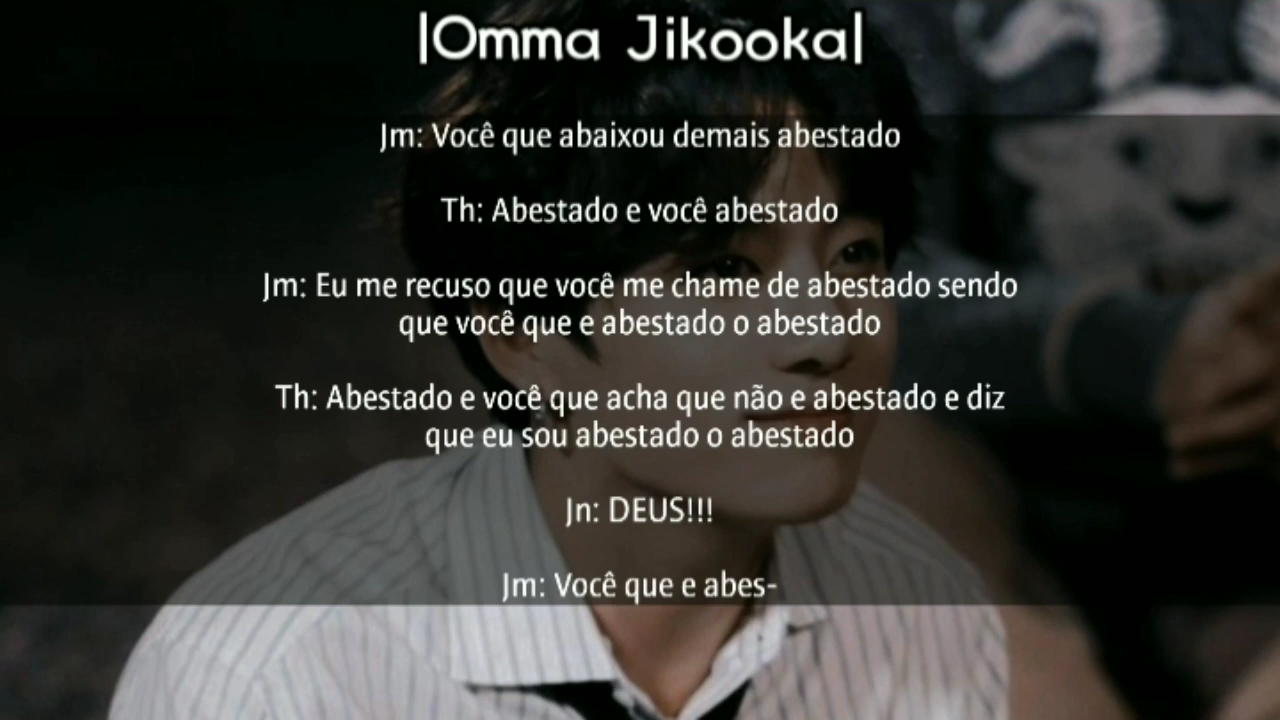 |Omma Jikooka|
Jm: Você que abaixou demais abestado
Th: Abestado e você abestado
Jm: Eu me recuso que você me chame de abestado sendo
que você que e abestado o abestado
Th: Abestado e você que acha que não e abestado e diz
que eu sou abestado o abestado
Jn: DEUS!!!
Jm: Você que e abes-